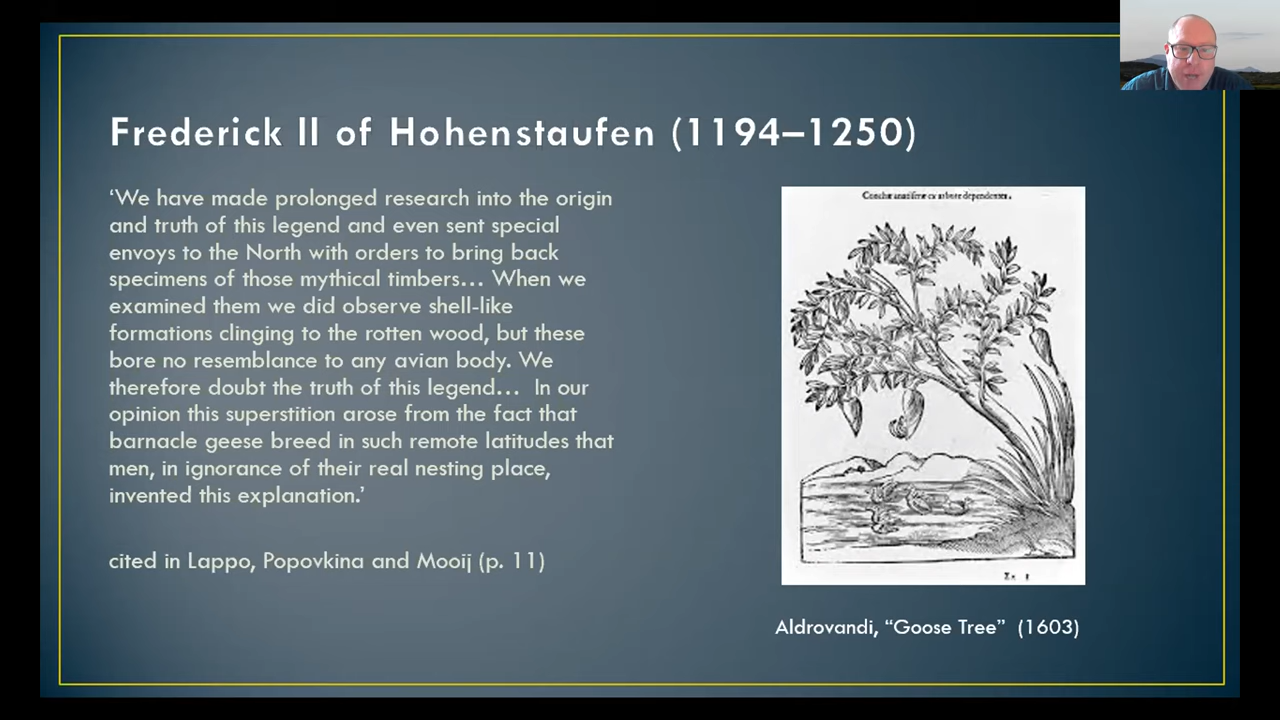 Frederick II of Hohenstaufen (1194–1250)
‘We have made prolonged research into the origin
and truth of this legend and even sent special
envoys to the North with orders to bring back
specimens of those mythical timbers… When we
examined them we did observe shell-like
formations clinging to the rotten wood, but these
bore no resemblance to any avian body. We
therefore doubt the truth of this legend… In our
opinion this superstition arose from the fact that
barnacle geese breed in such remote latitudes that
men, in ignorance of their real nesting place,
invented this explanation.’
cited in Lappo, Popovkina and Mooij (p. 11)
Aldrovandi, “Goose Tree” (1603)